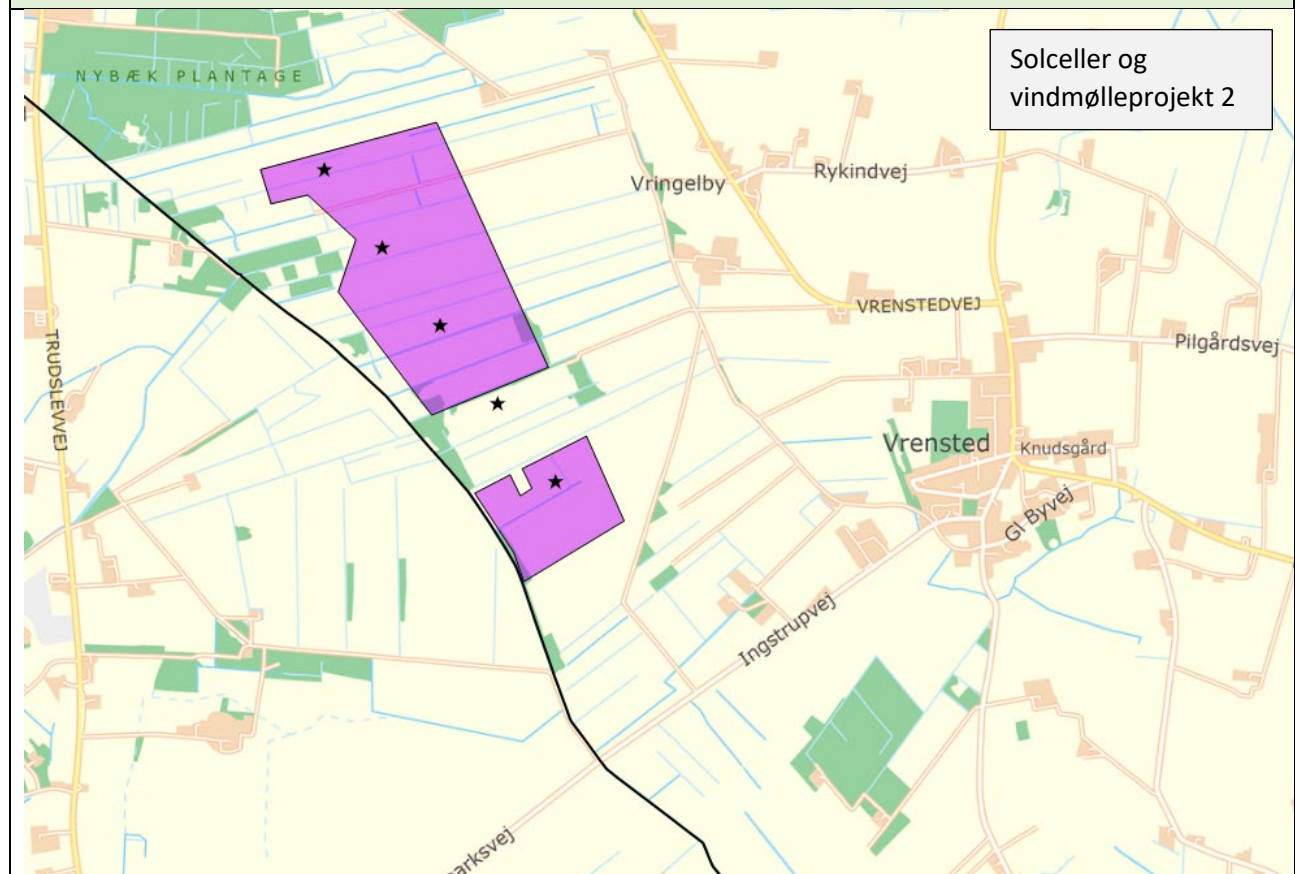 Solceller og
vindmølleprojekt 2
NYBÆK PLANTAGE
Vringelby
Rykindvej
VRENSTEDVEJ
Pilgårdsvej
TRUDSLEVVEJ
Vrensted
Knudsgård
Gl Byvej
Ingstrupvej
arksvej